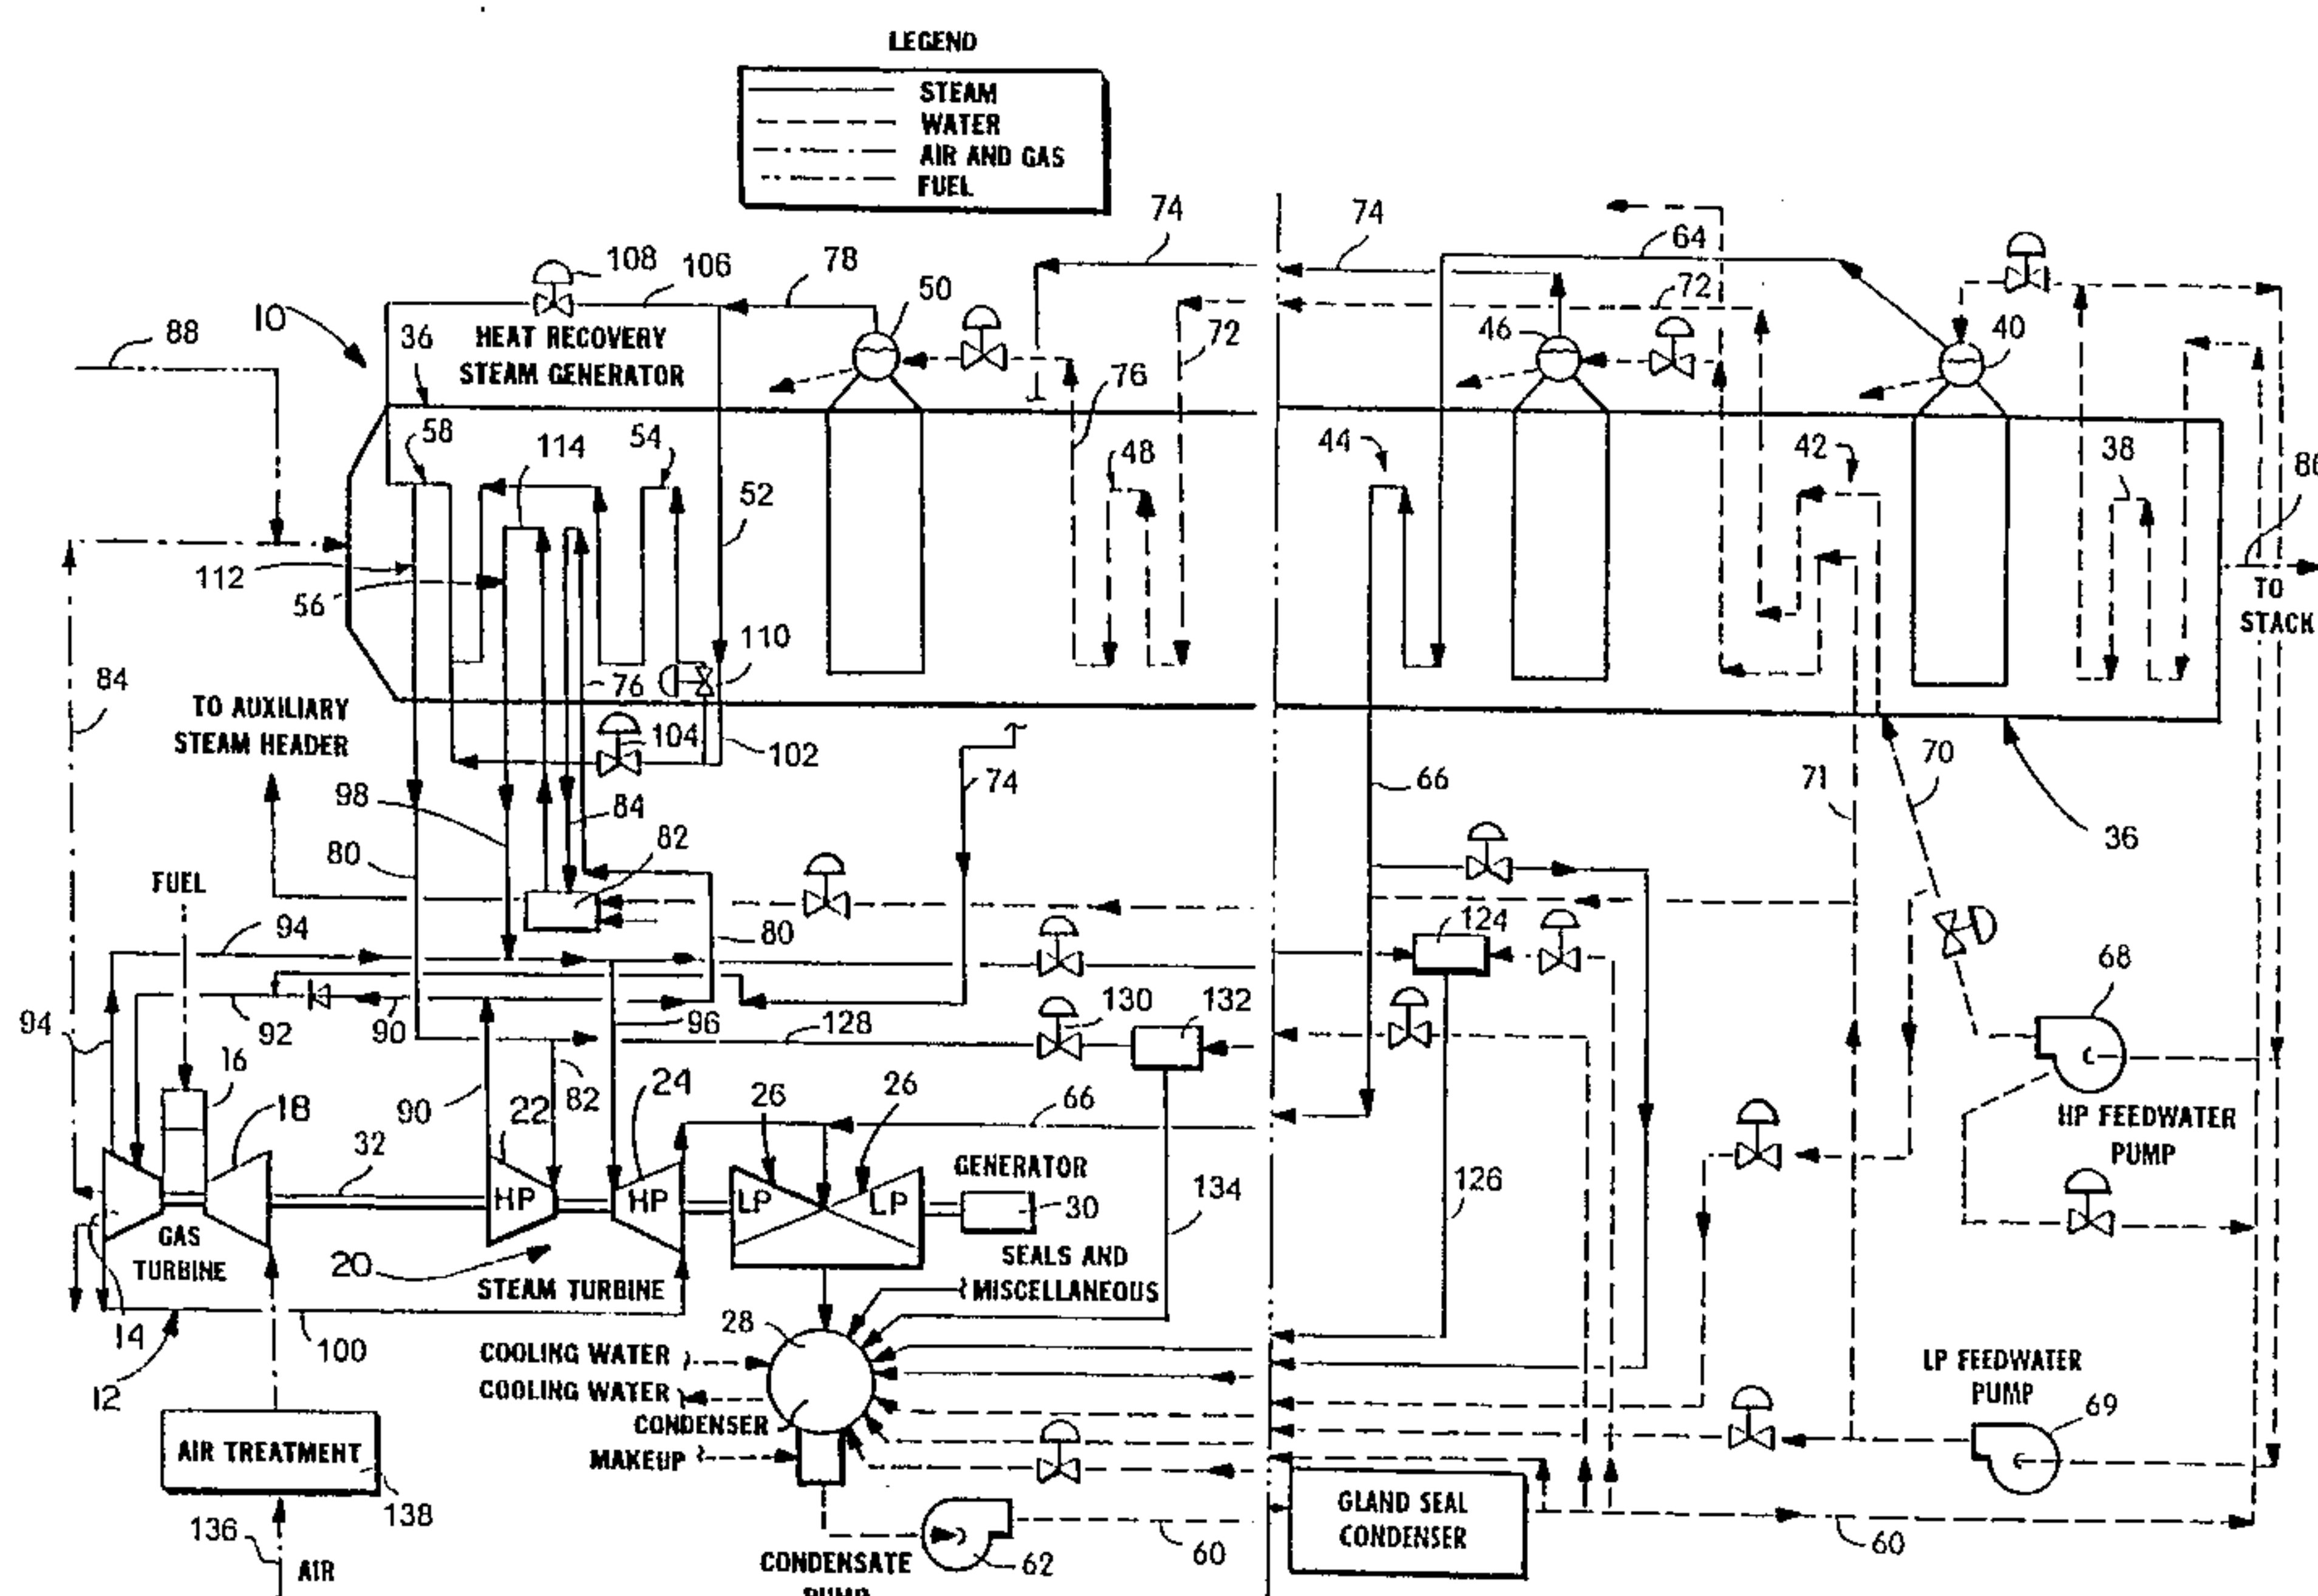 LEGEND
STEAM
WATER
AIR AND GAS
FUEL
74
74
64
108
106
78
50
10
88
36
HEAT RECOVERY
STEAM GENERATOR
72
72
46
40
76
58
114
54
48
44
42
38
86
52
112
56
TO
STACK
110
76
84
TO AUXILIARY
STEAM HEADER
104
102
74
66
71
70
36
98
84
82
80
FUEL
94
80
124
68
94
92
90
96
128
130
132
16
18
90
22
82
24
26
26
66
HP FEEDWATER
PUMP
32
HP
HP
LP
LP
GENERATOR
30
134
126
GAS
TURBINE
20
STEAM TURBINE
SEALS AND
MISCELLANEOUS
14
100
12
28
COOLING WATER
COOLING WATER
CONDENSER
MAKEUP
LP FEEDWATER
PUMP
69
AIR TREATMENT
138
136
AIR
CONDENSATE
PUMP
62
60
GLAND SEAL
CONDENSER
60